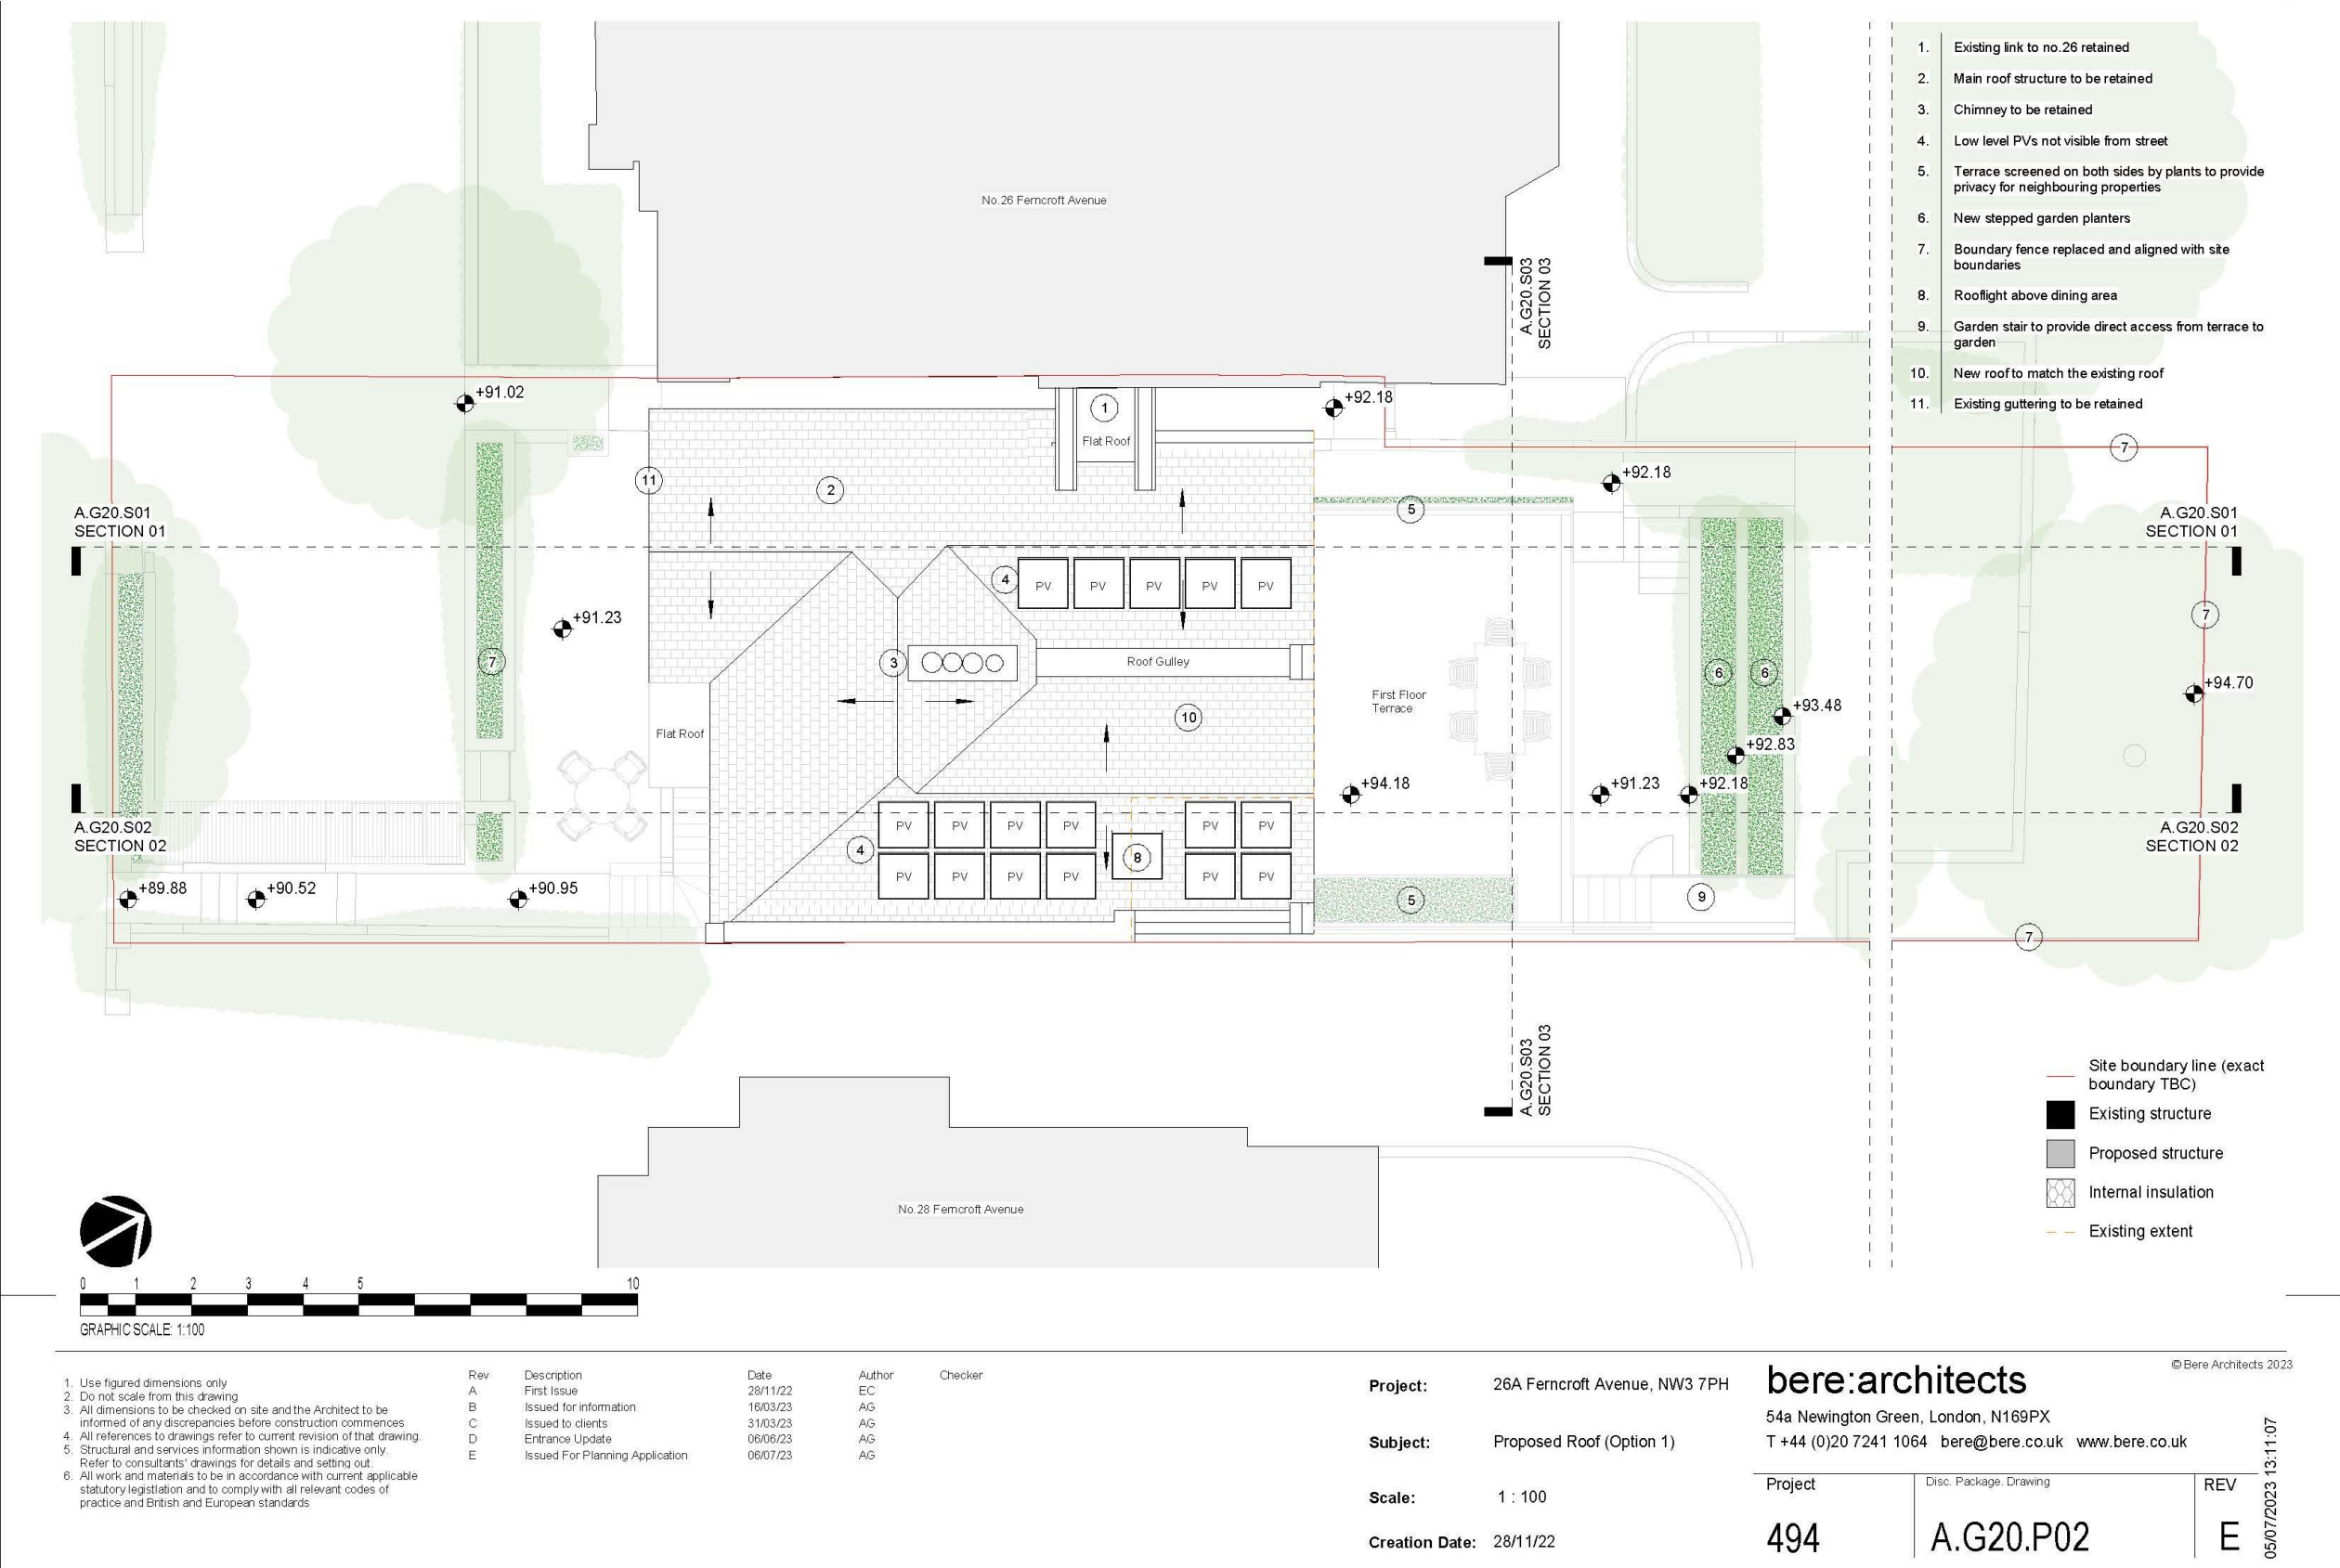 1. Existing link to no.26 retained
2. Main roof structure to be retained
3. Chimney to be retained
4. Low level PVs not visible from street
5. Terrace screened on both sides by plants to provide
privacy for neighbouring properties
6. New stepped garden planters
7. Boundary fence replaced and aligned with site
boundaries
8. Rooflight above dining area
9. Garden stair to provide direct access from terrace to
garden
10. New roof to match the existing roof
11. Existing guttering to be retained
No.26 Ferncroft Avenue
A.G20.S03
SECTION 03
+91.02
1
Flat Roof
+92.18
7
11
2
+92.18
5
A.G20.S01
SECTION 01
A.G20.S01
SECTION 01
4
PV PV PV PV PV
+91.23
7
7
3
Roof Gulley
6 6
+94.70
First Floor
Terrace
10
+93.48
Flat Roof
+92.83
+94.18
+91.23
+92.18
A.G20.S02
SECTION 02
PV PV PV PV PV PV
A.G20.S02
SECTION 02
4
8
PV PV PV PV PV PV
+89.88
+90.52
+90.95
5
9
7
A.G20.S03
SECTION 03
No.28 Ferncroft Avenue
Site boundary line (exact
boundary TBC)
Existing structure
Proposed structure
Internal insulation
Existing extent
0 1 2 3 4 5 10
GRAPHIC SCALE: 1:100
1. Use figured dimensions only
2. Do not scale from this drawing
3. All dimensions to be checked on site and the Architect to be
informed of any discrepancies before construction commences
4. All references to drawings refer to current revision of that drawing.
5. Structural and services information shown is indicative only.
Refer to consultants' drawings for details and setting out.
6. All work and materials to be in accordance with current applicable
statutory legistlation and to comply with all relevant codes of
practice and British and European standards
Rev Description Date Author Checker
A First Issue 28/11/22 EC
B Issued for information 16/03/23 AG
C Issued to clients 31/03/23 AG
D Entrance Update 06/06/23 AG
E Issued For Planning Application 06/07/23 AG
Project: 26A Ferncroft Avenue, NW3 7PH
Subject: Proposed Roof (Option 1)
Scale: 1 : 100
Creation Date: 28/11/22
© Bere Architects 2023
bere:architects
54a Newington Green, London, N169PX
T +44 (0)20 7241 1064 bere@bere.co.uk www.bere.co.uk
Project
494
Disc. Package. Drawing
A.G20.P02
REV
E
05/07/2023 13:11:07